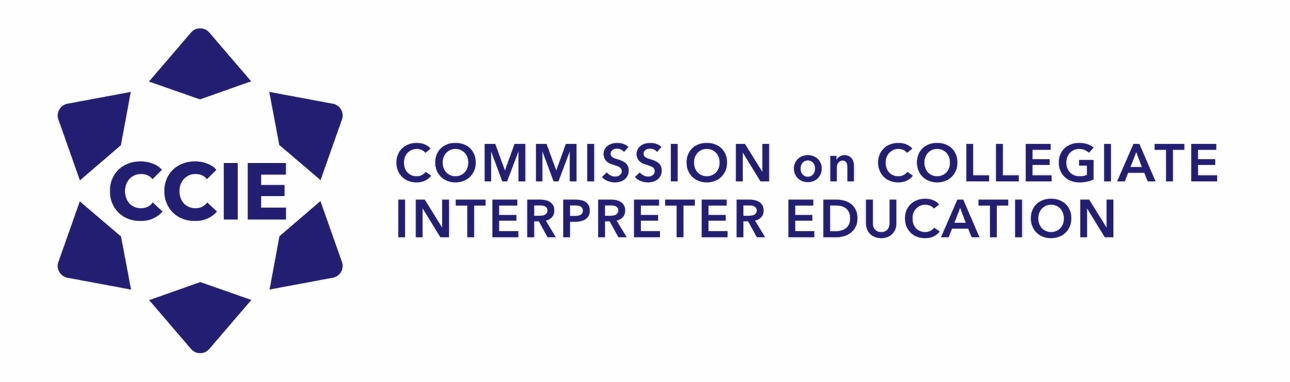 CCIE
COMMISSION on COLLEGIATE
INTERPRETER EDUCATION